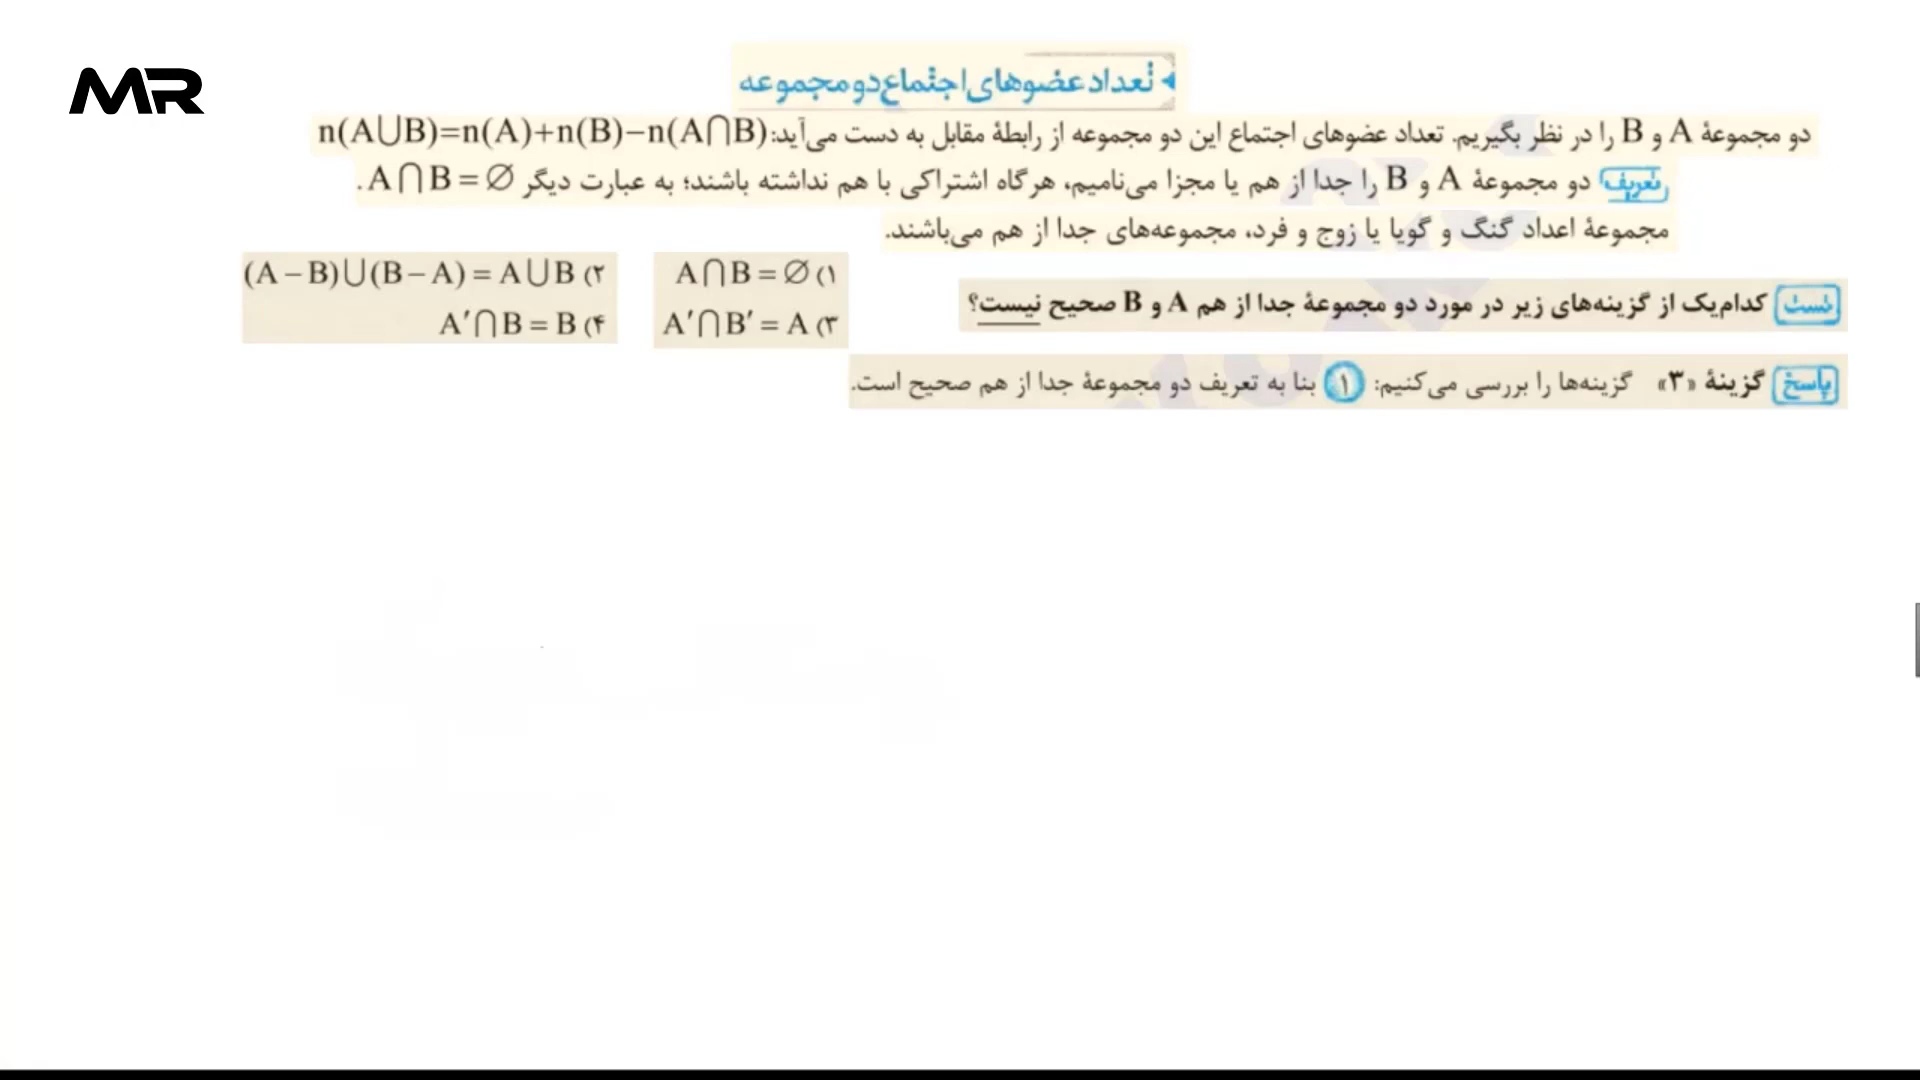 MR
تعداد عضوهای اجتماع دو مجموعه
دو مجموعهٔ A و B را در نظر بگیریم. تعداد عضوهای اجتماع این دو مجموعه از رابطهٔ مقابل به دست می‌آید: n(A∪B)=n(A)+n(B)−n(A∩B)
تعریف دو مجموعهٔ A و B را جدا از هم یا مجزا می‌نامیم، هرگاه اشتراکی با هم نداشته باشند؛ به عبارت دیگر A∩B=∅.
مجموعهٔ اعداد گنگ و گویا یا زوج و فرد، مجموعه‌های جدا از هم می‌باشند.
تست کدام‌یک از گزینه‌های زیر در مورد دو مجموعهٔ جدا از هم A و B صحیح نیست؟
۱) A∩B=∅ ۲) (A−B)∪(B−A)=A∪B
۳) A′∩B′=A ۴) A′∩B=B
پاسخ گزینهٔ «۳» گزینه‌ها را بررسی می‌کنیم: ۱ بنا به تعریف دو مجموعهٔ جدا از هم صحیح است.